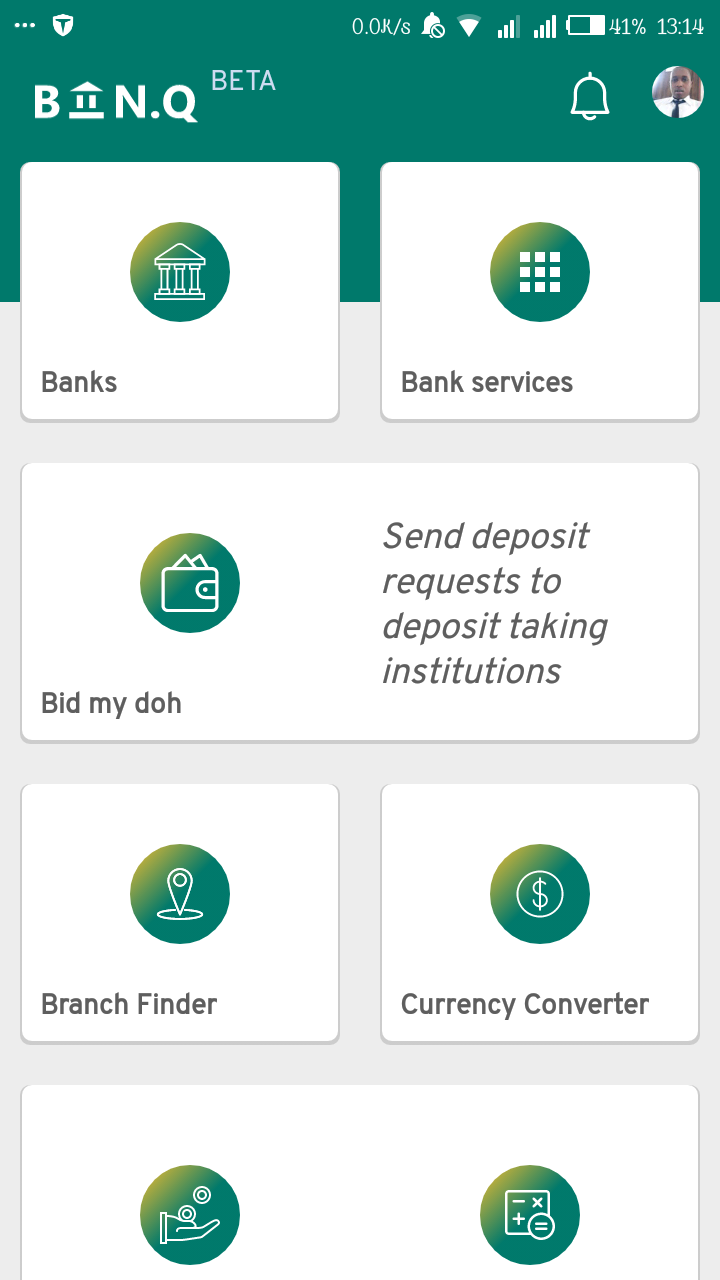 0.0K/s 41% 13:14
B N.Q BETA
Banks
Bank services
Send deposit
requests to
deposit taking
institutions
Bid my doh
Branch Finder
Currency Converter